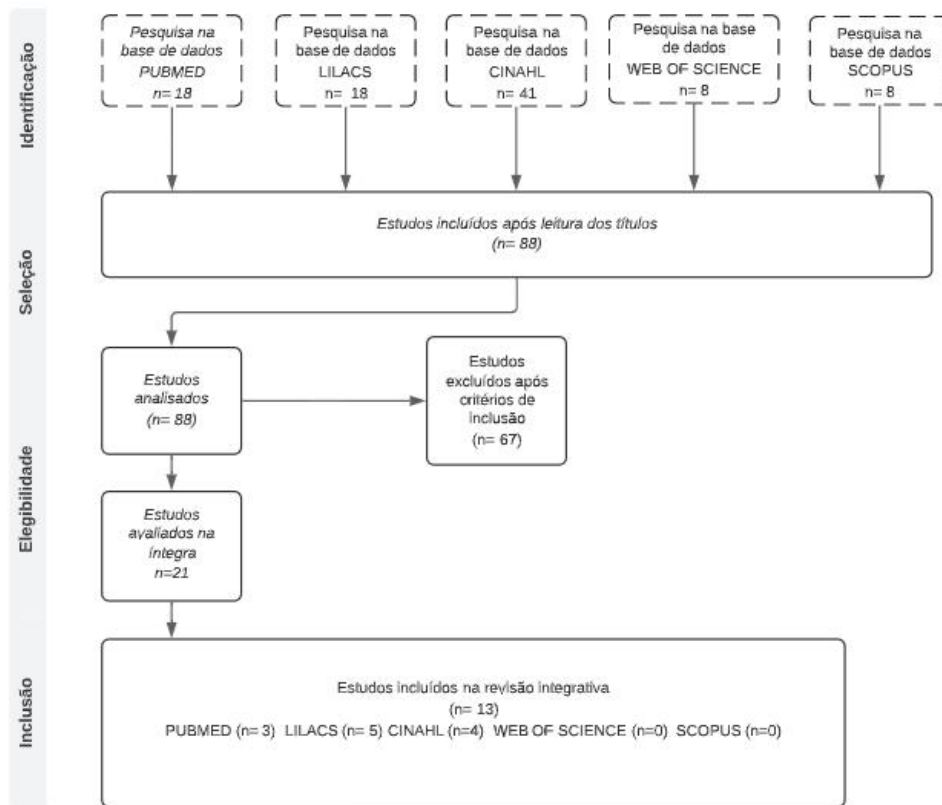 Identificação
Pesquisa na
base de dados
PUBMED
n= 18
Pesquisa na
base de dados
LILACS
n= 18
Pesquisa na
base de dados
CINAHL
n= 41
Pesquisa na base
de dados
WEB OF SCIENCE
n= 8
Pesquisa na
base de dados
SCOPUS
n= 8
Seleção
Estudos incluídos após leitura dos títulos
(n= 88)
Estudos
analisados
(n= 88)
Estudos
excluídos após
critérios de
inclusão
(n= 67)
Elegibilidade
Estudos
avaliados na
íntegra
n=21
Inclusão
Estudos incluídos na revisão integrativa
(n= 13)
PUBMED (n= 3) LILACS (n= 5) CINAHL (n=4) WEB OF SCIENCE (n=0) SCOPUS (n=0)